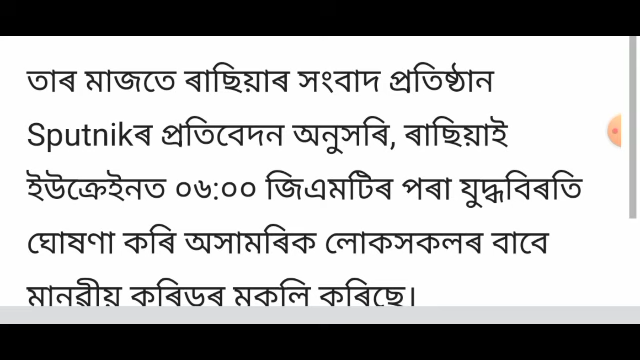 তাৰ মাজতে ৰাছিয়াৰ সংবাদ প্ৰতিষ্ঠান
Sputnikৰ প্ৰতিবেদন অনুসৰি, ৰাছিয়াই
ইউক্ৰেইনত ০৬:০০ জিএমটিৰ পৰা যুদ্ধবিৰতি
ঘোষণা কৰি অসামৰিক লোকসকলৰ বাবে
মানৱীয় কৰিডৰ মুকলি কৰিছে।